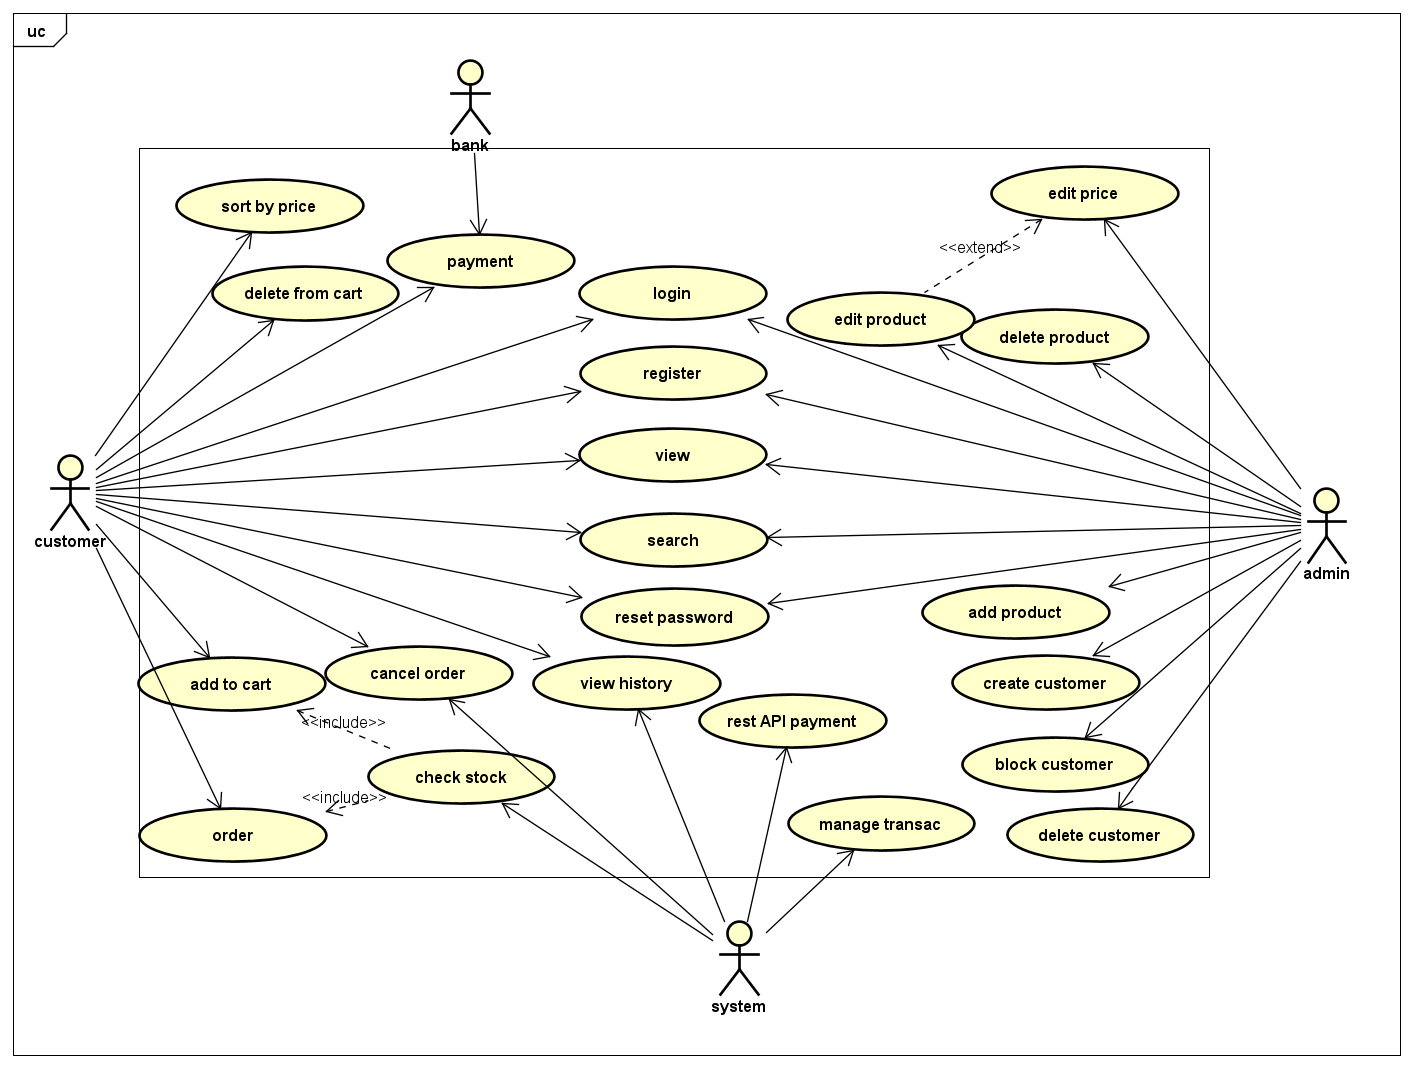 uc
bank
sort by price
edit price
<<extend>>
payment
delete from cart
login
edit product
delete product
register
view
customer
search
admin
add product
reset password
cancel order
add to cart
view history
create customer
<<include>>
rest API payment
block customer
check stock
<<include>>
manage transac
order
delete customer
system